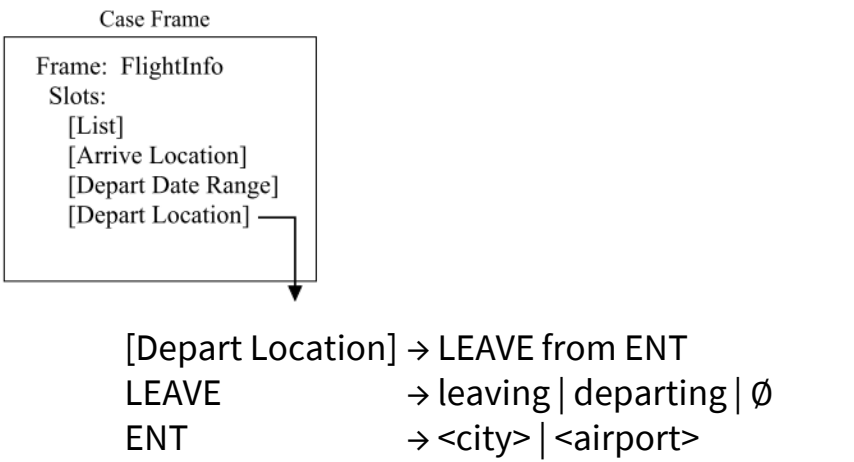 Case Frame
Frame: FlightInfo
Slots:
[List]
[Arrive Location]
[Depart Date Range]
[Depart Location]
[Depart Location] → LEAVE from ENT
LEAVE → leaving | departing | Ø
ENT → <city> | <airport>